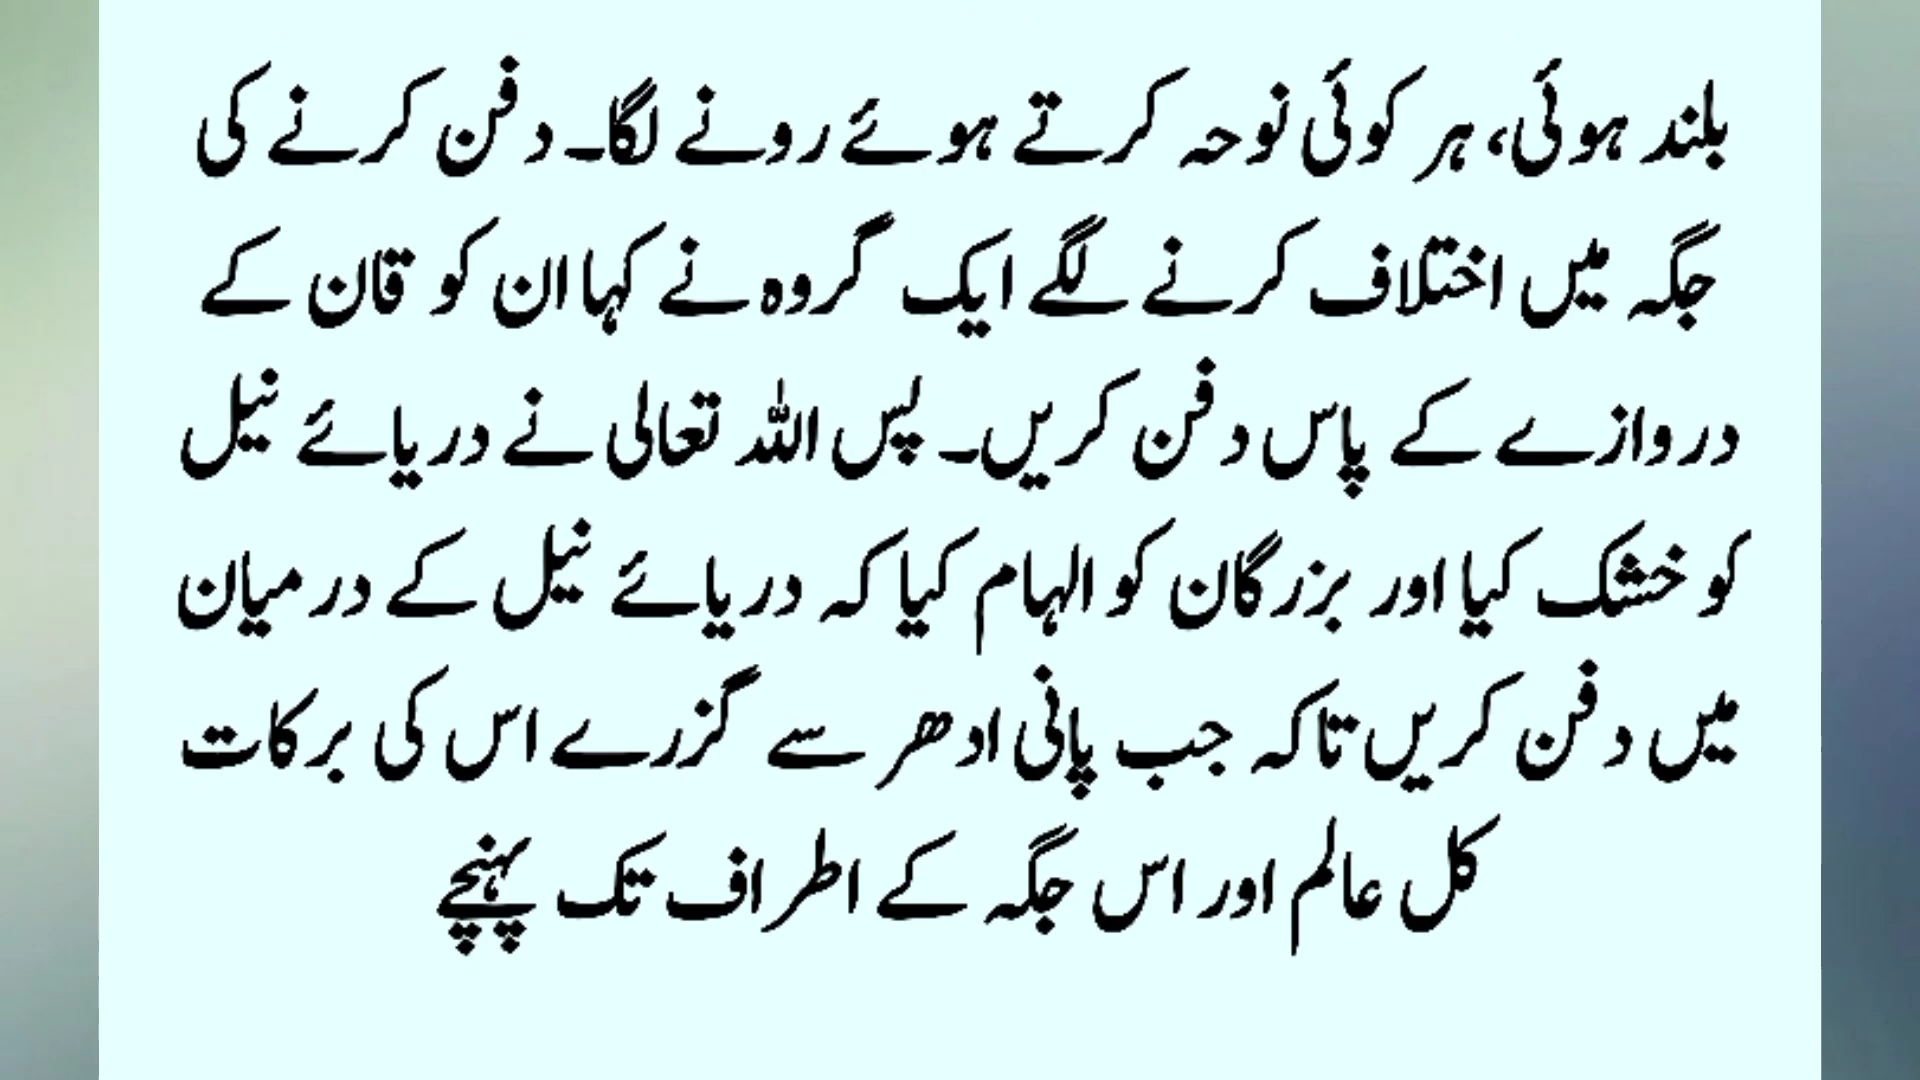 بلند ہوئی، ہر کوئی نوحہ کرتے ہوئے رونے لگا۔ دفن کرنے کی
جگہ میں اختلاف کرنے لگے ایک گروہ نے کہا ان کو قان کے
دروازے کے پاس دفن کریں۔ پس اللہ تعالی نے دریائے نیل
کو خشک کیا اور بزرگان کو الہام کیا کہ دریائے نیل کے درمیان
میں دفن کریں تاکہ جب پانی ادھر سے گزرے اس کی برکات
کل عالم اور اس جگہ کے اطراف تک پہنچے